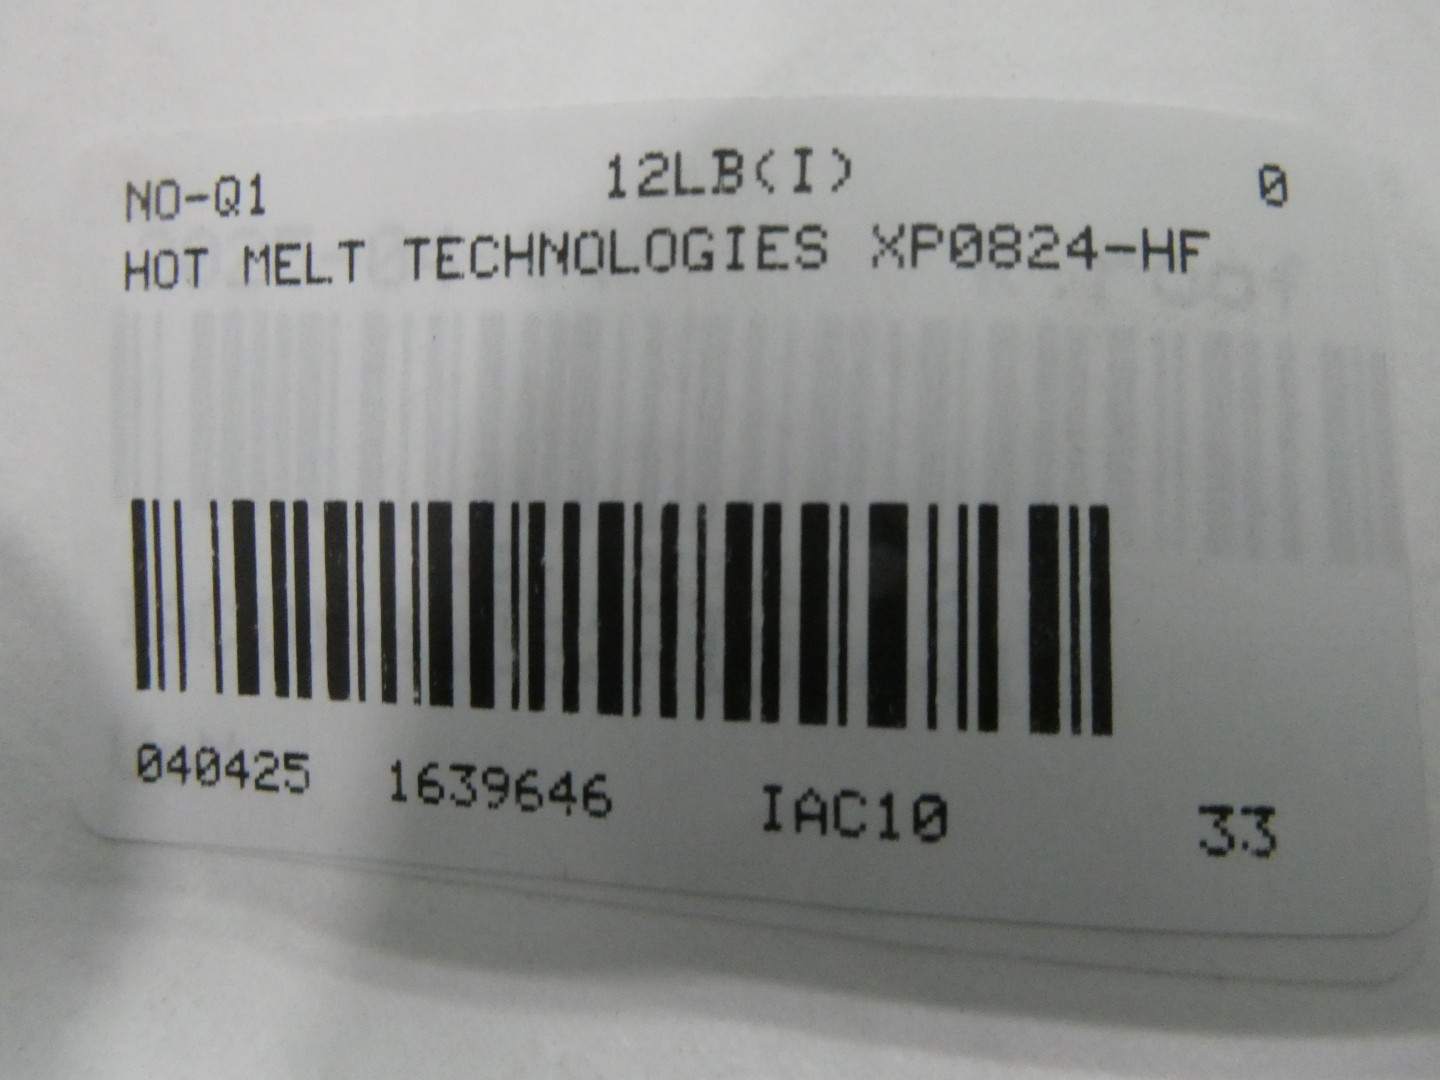 NO-Q1 12LB(I) 0
HOT MELT TECHNOLOGIES XP0824-HF
040425 1639646 IAC10 33